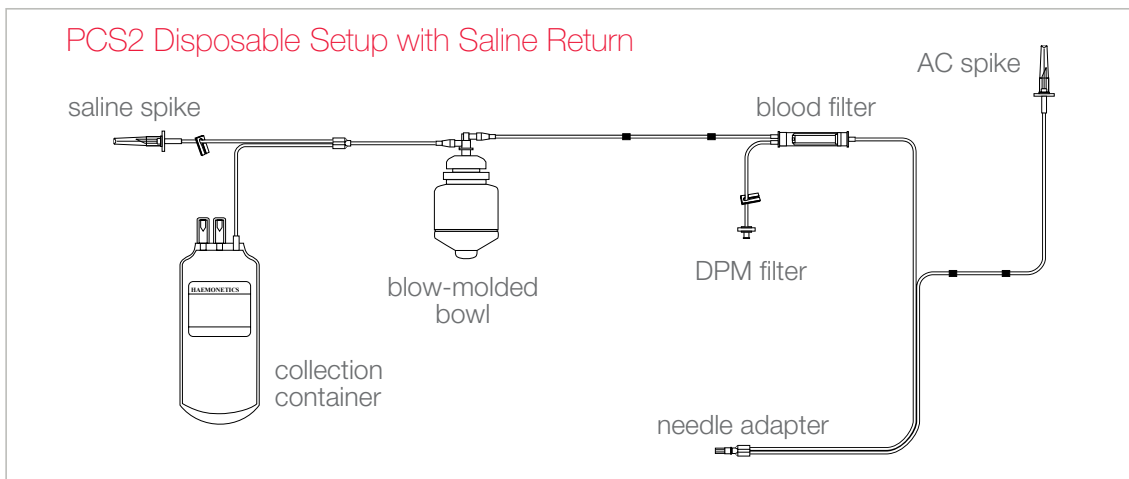 PCS2 Disposable Setup with Saline Return
AC spike
saline spike
blood filter
HAEMONETICS
DPM filter
blow-molded
bowl
collection
container
needle adapter